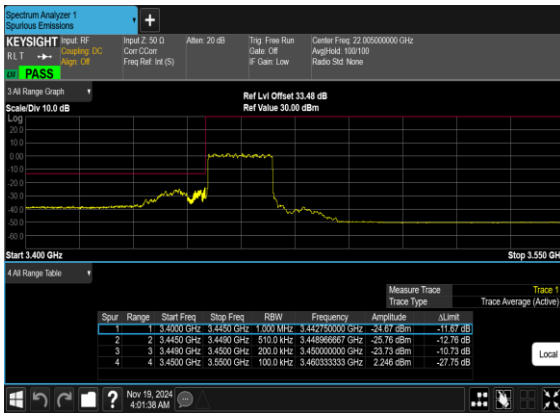 Spectrum Analyzer 1
Spurious Emissions
+
KEYSIGHT Input: RF Input Z: 50 Ω Atten: 20 dB Trig: Free Run Center Freq: 22.005000000 GHz
RLT Coupling: DC Corr CCorr Gate: Off Avg|Hold: 100/100
Align: Off Freq Ref: Int (S) IF Gain: Low Radio Std: None
PASS
3 All Range Graph
Ref Lvl Offset 33.48 dB
Scale/Div 10.0 dB Ref Value 30.00 dBm
Log
20.0
10.0
0.00
-10.0
-20.0
-30.0
-40.0
-50.0
-60.0
Start 3.400 GHz Stop 3.550 GH
4 All Range Table
Measure Trace Trace 1
Trace Type Trace Average (Active)
Spur Range Start Freq Stop Freq RBW Frequency Amplitude ΔLimit
1 1 3.4000 GHz 3.4450 GHz 1.000 MHz 3.442750000 GHz -24.67 dBm -11.67 dB
2 2 3.4450 GHz 3.4490 GHz 510.0 kHz 3.448966667 GHz -25.76 dBm -12.76 dB
3 3 3.4490 GHz 3.4500 GHz 200.0 kHz 3.450000000 GHz -23.73 dBm -10.73 dB
4 4 3.4500 GHz 3.5500 GHz 100.0 kHz 3.460333333 GHz 2.246 dBm -27.75 dB
Local
?
Nov 19, 2024
4:01:38 AM